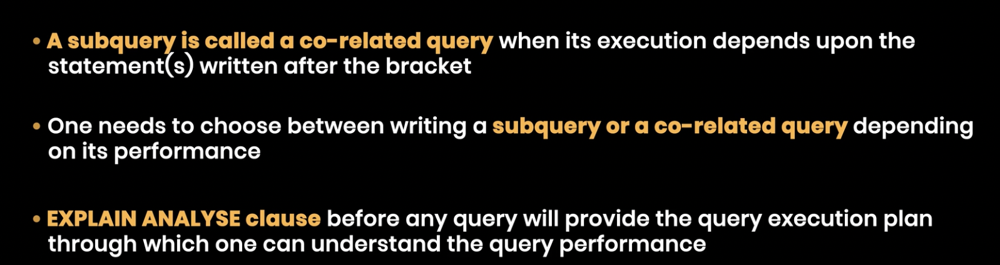 • A subquery is called a co-related query when its execution depends upon the
statement(s) written after the bracket
• One needs to choose between writing a subquery or a co-related query depending
on its performance
• EXPLAIN ANALYSE clause before any query will provide the query execution plan
through which one can understand the query performance